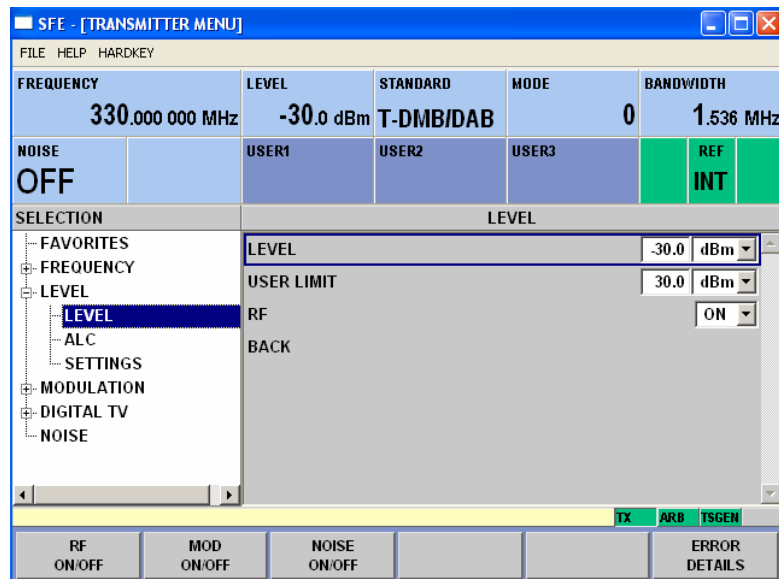 SFE - [TRANSMITTER MENU]
FILE HELP HARDKEY
FREQUENCY LEVEL STANDARD MODE BANDWIDTH
330.000 000 MHz -30.0 dBm T-DMB/DAB 0 1.536 MHz
NOISE USER1 USER2 USER3 REF
OFF INT
SELECTION LEVEL
FAVORITES
FREQUENCY
LEVEL
LEVEL
ALC
SETTINGS
MODULATION
DIGITAL TV
NOISE
LEVEL -30.0 dBm
USER LIMIT 30.0 dBm
RF ON
BACK
TX ARB TSGEN
RF ON/OFF MOD ON/OFF NOISE ON/OFF ERROR DETAILS